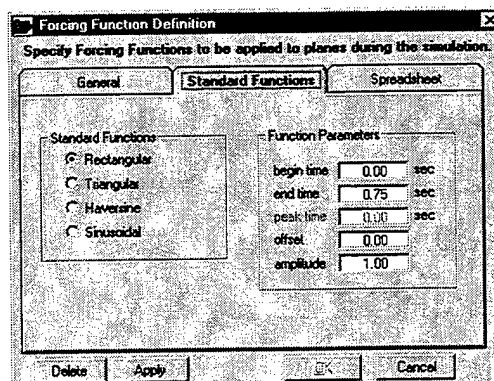 Forcing Function Definition
Specify Forcing Functions to be applied to planes during the simulation.
General
Standard Functions
Spreadsheet
Standard Functions
Rectangular
Triangular
Haversine
Sinusoidal
Function Parameters
begin time 0.00 sec
end time 0.75 sec
peak time 0.00 sec
offset 0.00
amplitude 1.00
Delete Apply OK Cancel